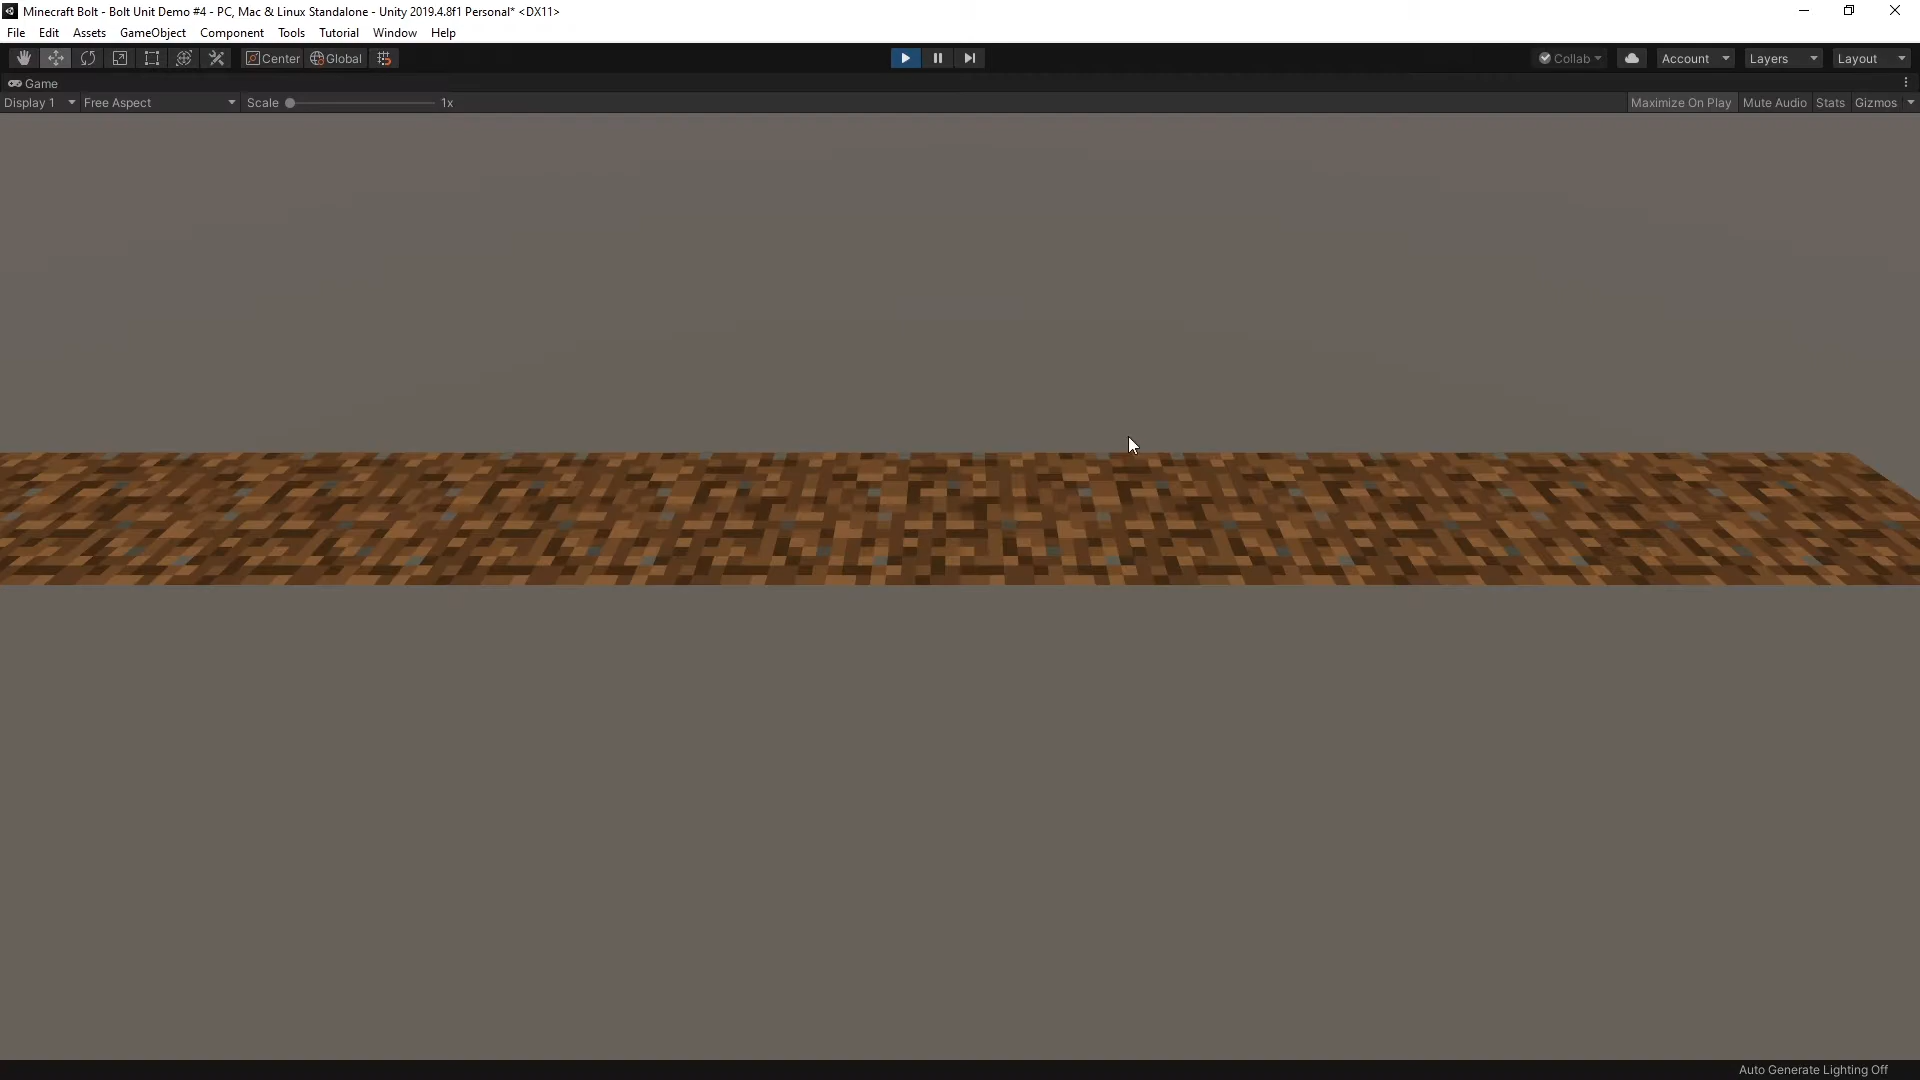 Minecraft Bolt - Bolt Unit Demo #4 - PC, Mac & Linux Standalone - Unity 2019.4.8f1 Personal* <DX11>
File Edit Assets GameObject Component Tools Tutorial Window Help
Center Global Collab Account Layers Layout
Game
Display 1 Free Aspect Scale 1x Maximize On Play Mute Audio Stats Gizmos
Auto Generate Lighting Off